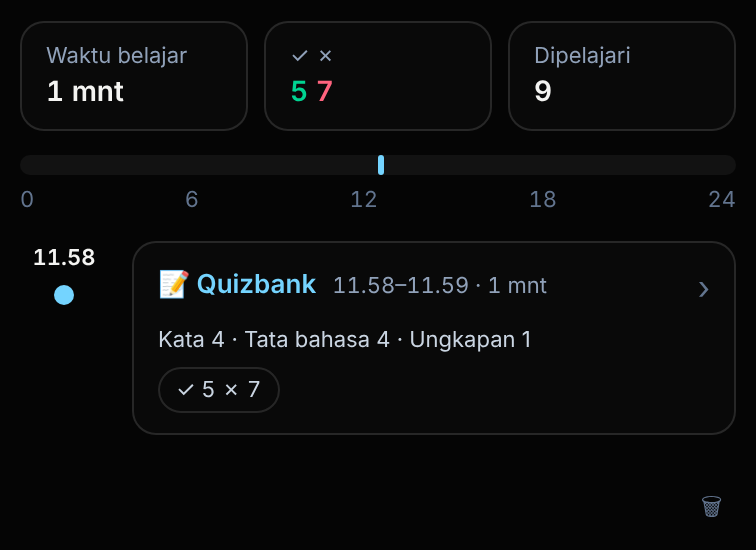 Waktu belajar
1 mnt
✓ ×
5 7
Dipelajari
9
0 6 12 18 24
11.58
📝 Quizbank 11.58–11.59 · 1 mnt ›
Kata 4 · Tata bahasa 4 · Ungkapan 1
✓ 5 × 7